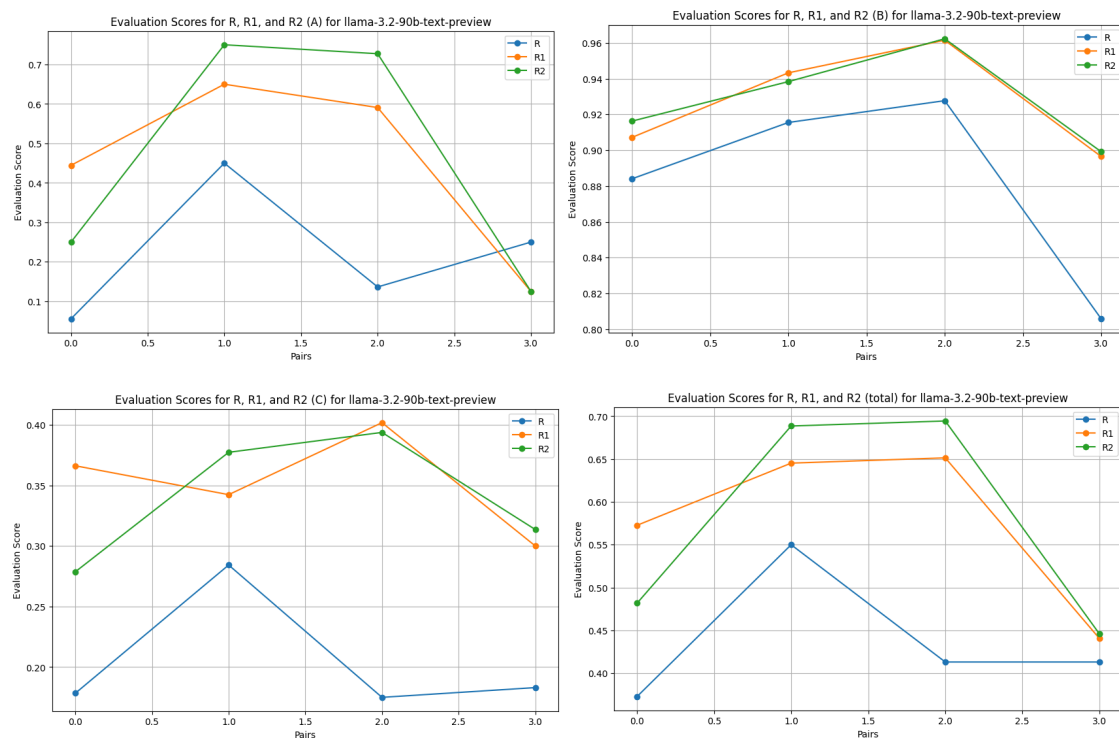 Evaluation Scores for R, R1, and R2 (A) for llama-3.2-90b-text-preview
R
R1
R2
0.7
0.6
0.5
0.4
0.3
0.2
0.1
Evaluation Score
0.0 0.5 1.0 1.5 2.0 2.5 3.0
Pairs
Evaluation Scores for R, R1, and R2 (B) for llama-3.2-90b-text-preview
R
R1
R2
0.96
0.94
0.92
0.90
0.88
0.86
0.84
0.82
0.80
Evaluation Score
0.0 0.5 1.0 1.5 2.0 2.5 3.0
Pairs
Evaluation Scores for R, R1, and R2 (C) for llama-3.2-90b-text-preview
R
R1
R2
0.40
0.35
0.30
0.25
0.20
Evaluation Score
0.0 0.5 1.0 1.5 2.0 2.5 3.0
Pairs
Evaluation Scores for R, R1, and R2 (total) for llama-3.2-90b-text-preview
R
R1
R2
0.70
0.65
0.60
0.55
0.50
0.45
0.40
Evaluation Score
0.0 0.5 1.0 1.5 2.0 2.5 3.0
Pairs